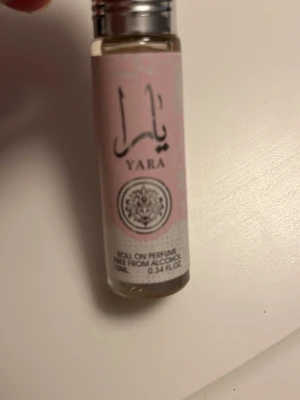 يارا
YARA
ROLL ON PERFUME
FREE FROM ALCOHOL
10ML 0.34 FL.OZ